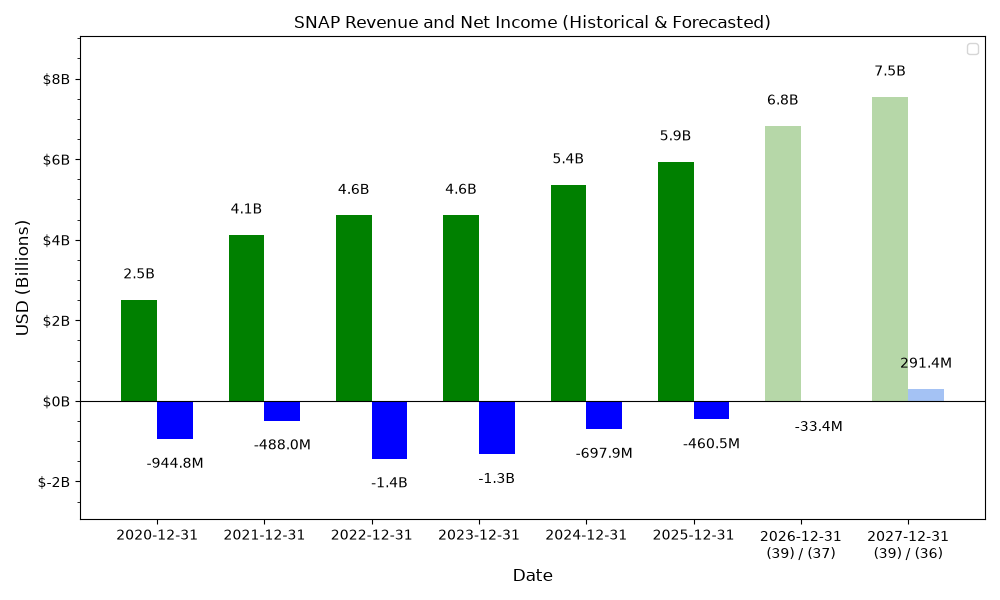 SNAP Revenue and Net Income (Historical & Forecasted)
USD (Billions)
$8B
$6B
$4B
$2B
$0B
$-2B
2.5B
4.1B
4.6B
4.6B
5.4B
5.9B
6.8B
7.5B
-944.8M
-488.0M
-1.4B
-1.3B
-697.9M
-460.5M
-33.4M
291.4M
2020-12-31
2021-12-31
2022-12-31
2023-12-31
2024-12-31
2025-12-31
2026-12-31
(39) / (37)
2027-12-31
(39) / (36)
Date